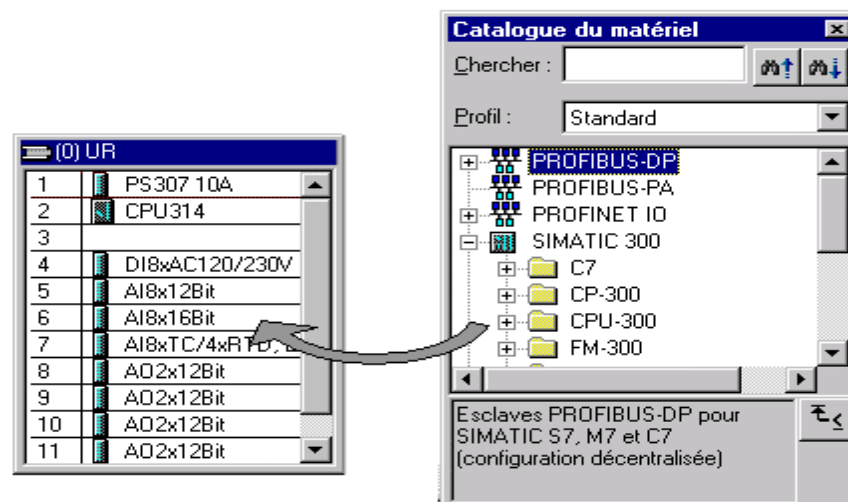 (0) UR
1 PS307 10A
2 CPU314
3
4 DI8xAC120/230V
5 AI8x12Bit
6 AI8x16Bit
7 AI8xTC/4xRTD,
8 AO2x12Bit
9 AO2x12Bit
10 AO2x12Bit
11 AO2x12Bit
Catalogue du matériel
Chercher :
Profil : Standard
PROFIBUS-DP
PROFIBUS-PA
PROFINET IO
SIMATIC 300
C7
CP-300
CPU-300
FM-300
Esclaves PROFIBUS-DP pour
SIMATIC S7, M7 et C7
(configuration décentralisée)